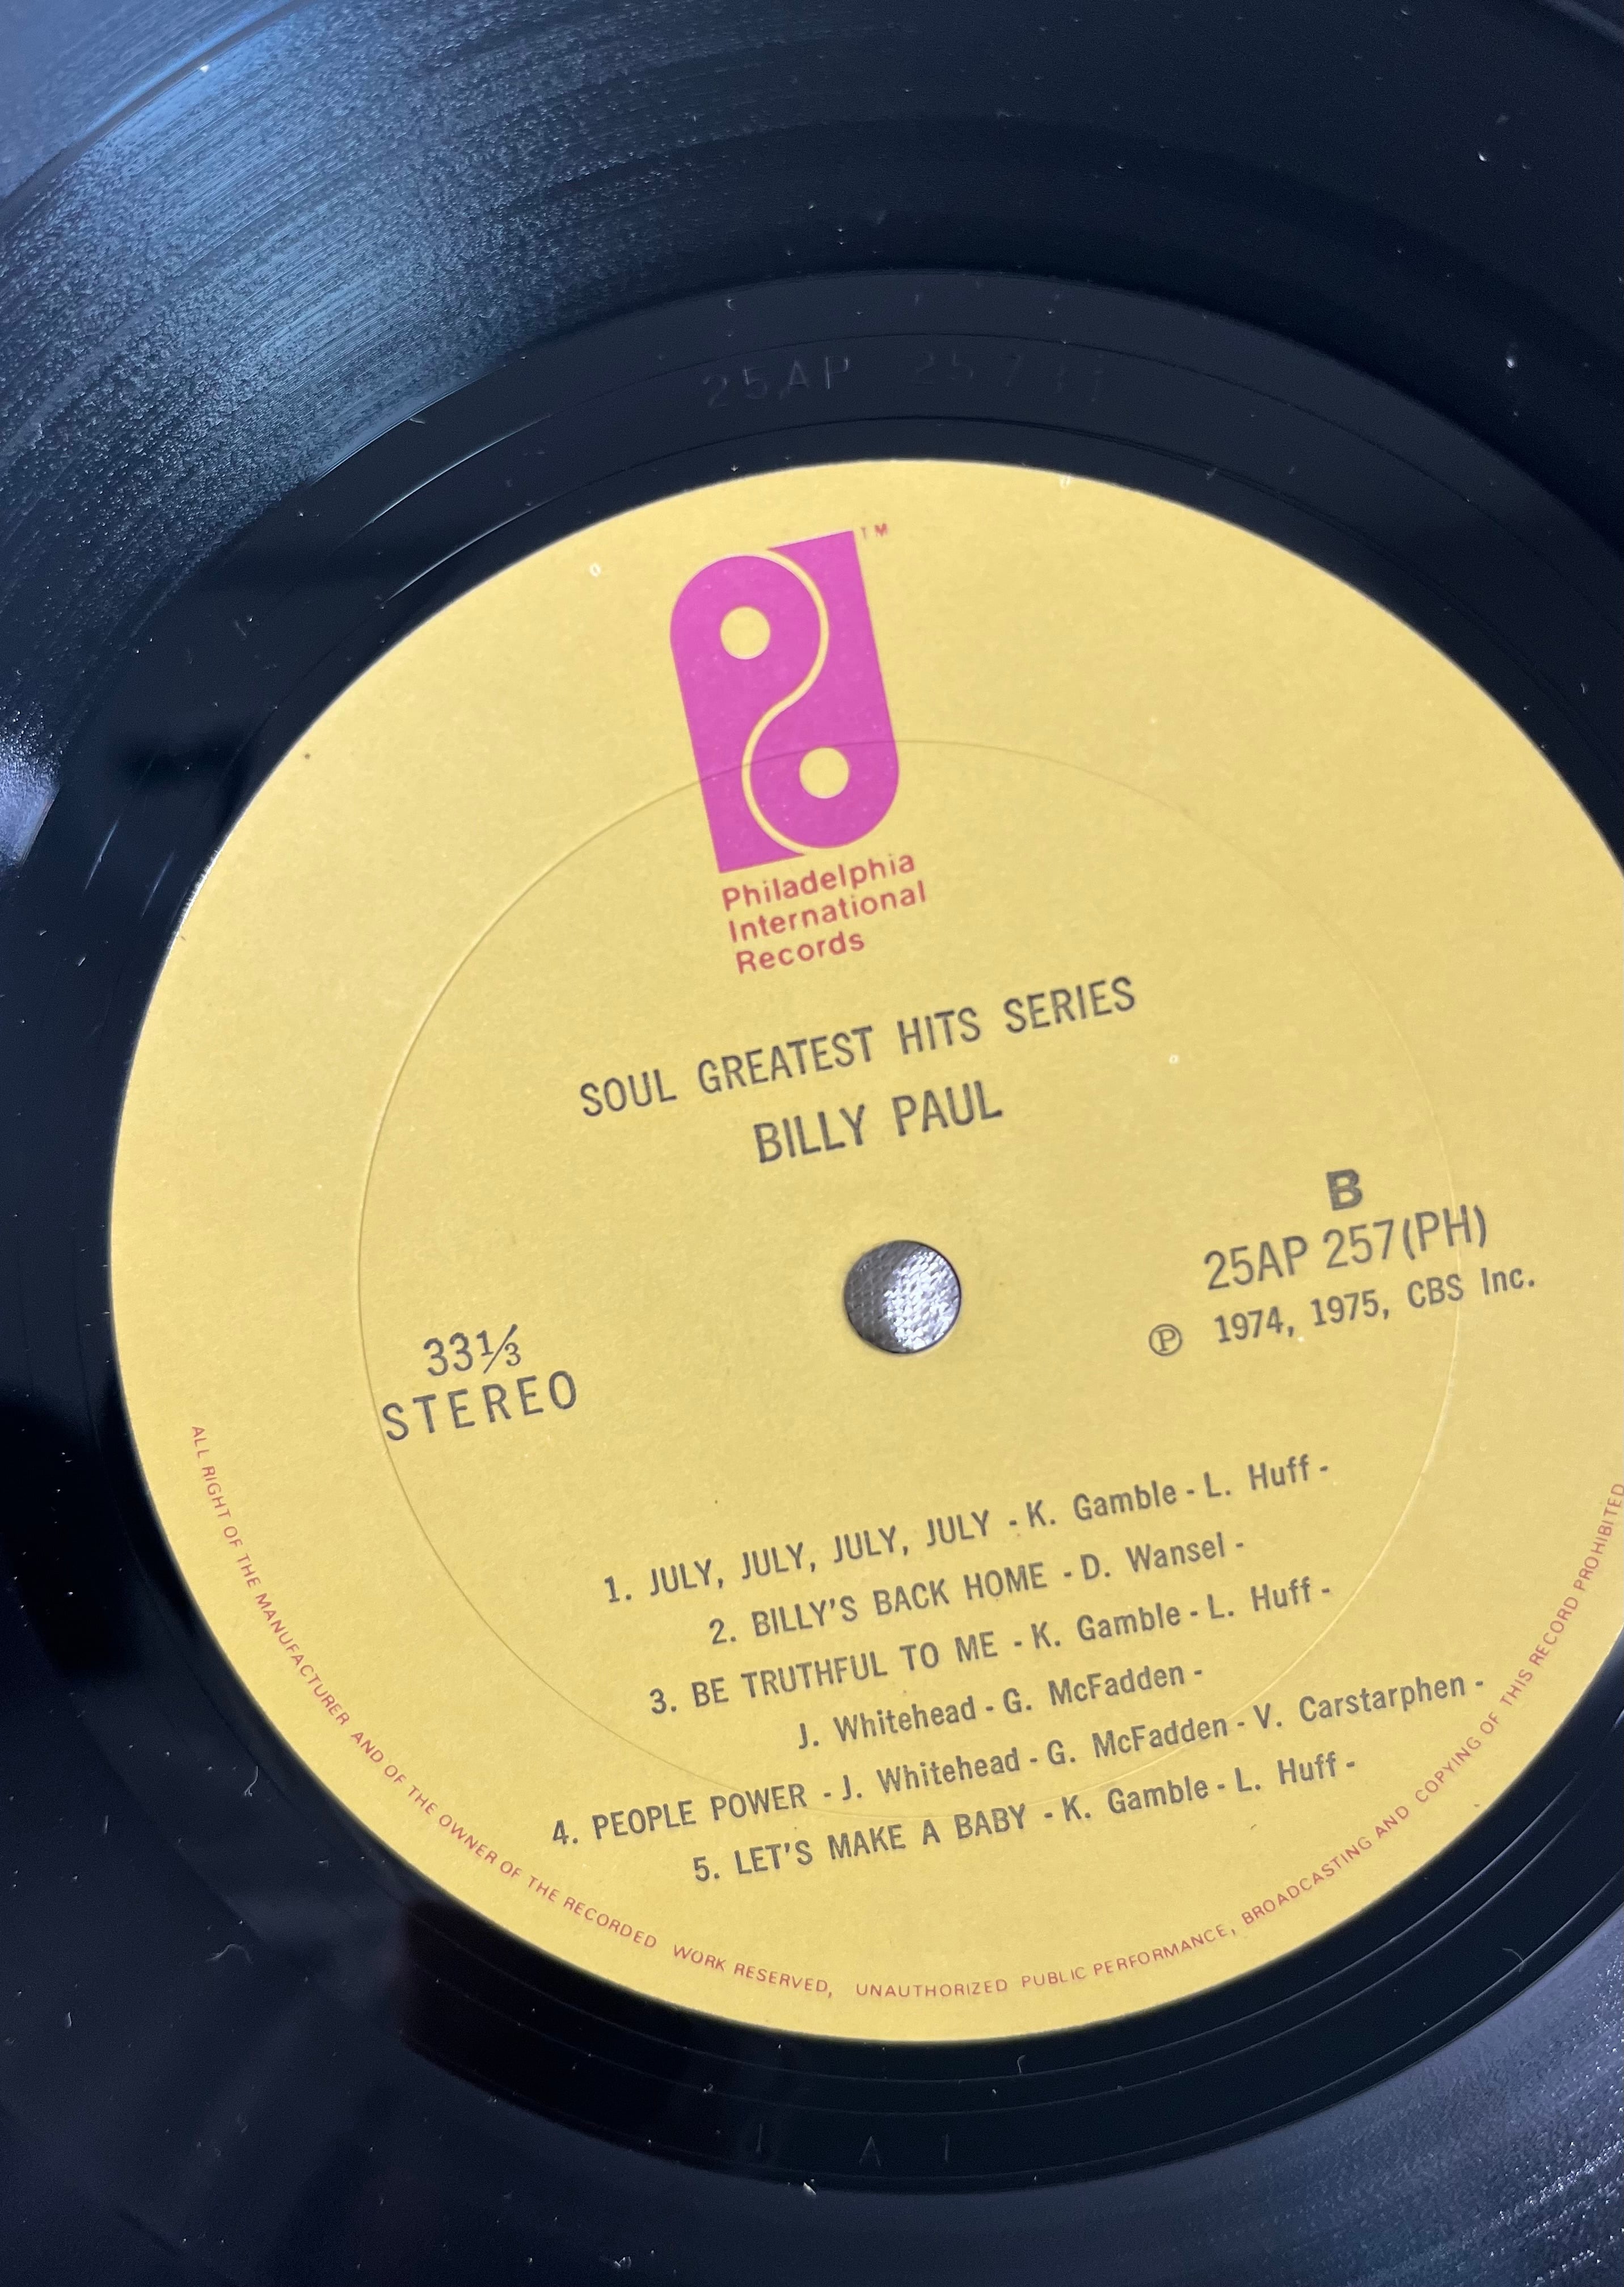 25AP 257
TM
Philadelphia
International
Records
SOUL GREATEST HITS SERIES
BILLY PAUL
B
25AP 257(PH)
℗ 1974, 1975, CBS Inc.
33⅓
STEREO
1. JULY, JULY, JULY, JULY - K. Gamble - L. Huff -
2. BILLY'S BACK HOME - D. Wansel -
3. BE TRUTHFUL TO ME - K. Gamble - L. Huff -
J. Whitehead - G. McFadden -
4. PEOPLE POWER - J. Whitehead - G. McFadden - V. Carstarphen -
5. LET'S MAKE A BABY - K. Gamble - L. Huff -
ALL RIGHT OF THE MANUFACTURER AND OF THE OWNER OF THE RECORDED WORK RESERVED, UNAUTHORIZED PUBLIC PERFORMANCE, BROADCASTING AND COPYING OF THIS RECORD PROHIBITED
A 1